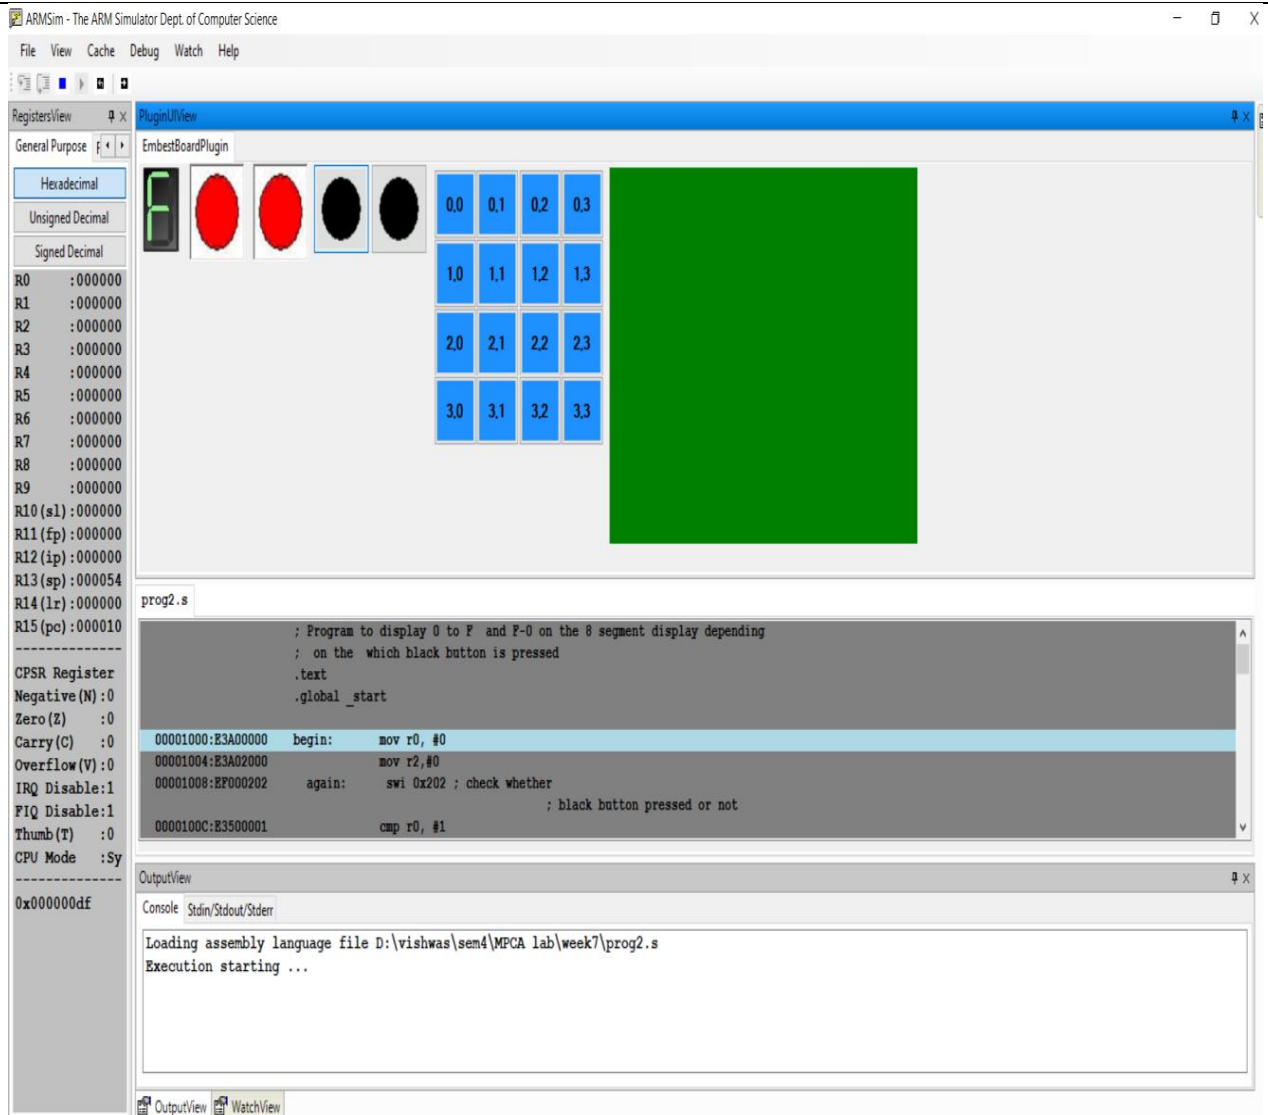 ARMSim - The ARM Simulator Dept. of Computer Science
File View Cache Debug Watch Help
RegistersView
General Purpose
Hexadecimal
Unsigned Decimal
Signed Decimal
R0 :000000
R1 :000000
R2 :000000
R3 :000000
R4 :000000
R5 :000000
R6 :000000
R7 :000000
R8 :000000
R9 :000000
R10(sl):000000
R11(fp):000000
R12(ip):000000
R13(sp):000054
R14(lr):000000
R15(pc):000010
--------------
CPSR Register
Negative(N):0
Zero(Z) :0
Carry(C) :0
Overflow(V):0
IRQ Disable:1
FIQ Disable:1
Thumb(T) :0
CPU Mode :Sy
--------------
0x000000df
PluginUIView
EmbestBoardPlugin
F
0,0 0,1 0,2 0,3
1,0 1,1 1,2 1,3
2,0 2,1 2,2 2,3
3,0 3,1 3,2 3,3
prog2.s
; Program to display 0 to F and F-0 on the 8 segment display depending
; on the which black button is pressed
.text
.global _start
00001000:E3A00000 begin: mov r0, #0
00001004:E3A02000 mov r2,#0
00001008:EF000202 again: swi 0x202 ; check whether
; black button pressed or not
0000100C:E3500001 cmp r0, #1
OutputView
Console Stdin/Stdout/Stderr
Loading assembly language file D:\vishwas\sem4\MPCA lab\week7\prog2.s
Execution starting ...
OutputView WatchView